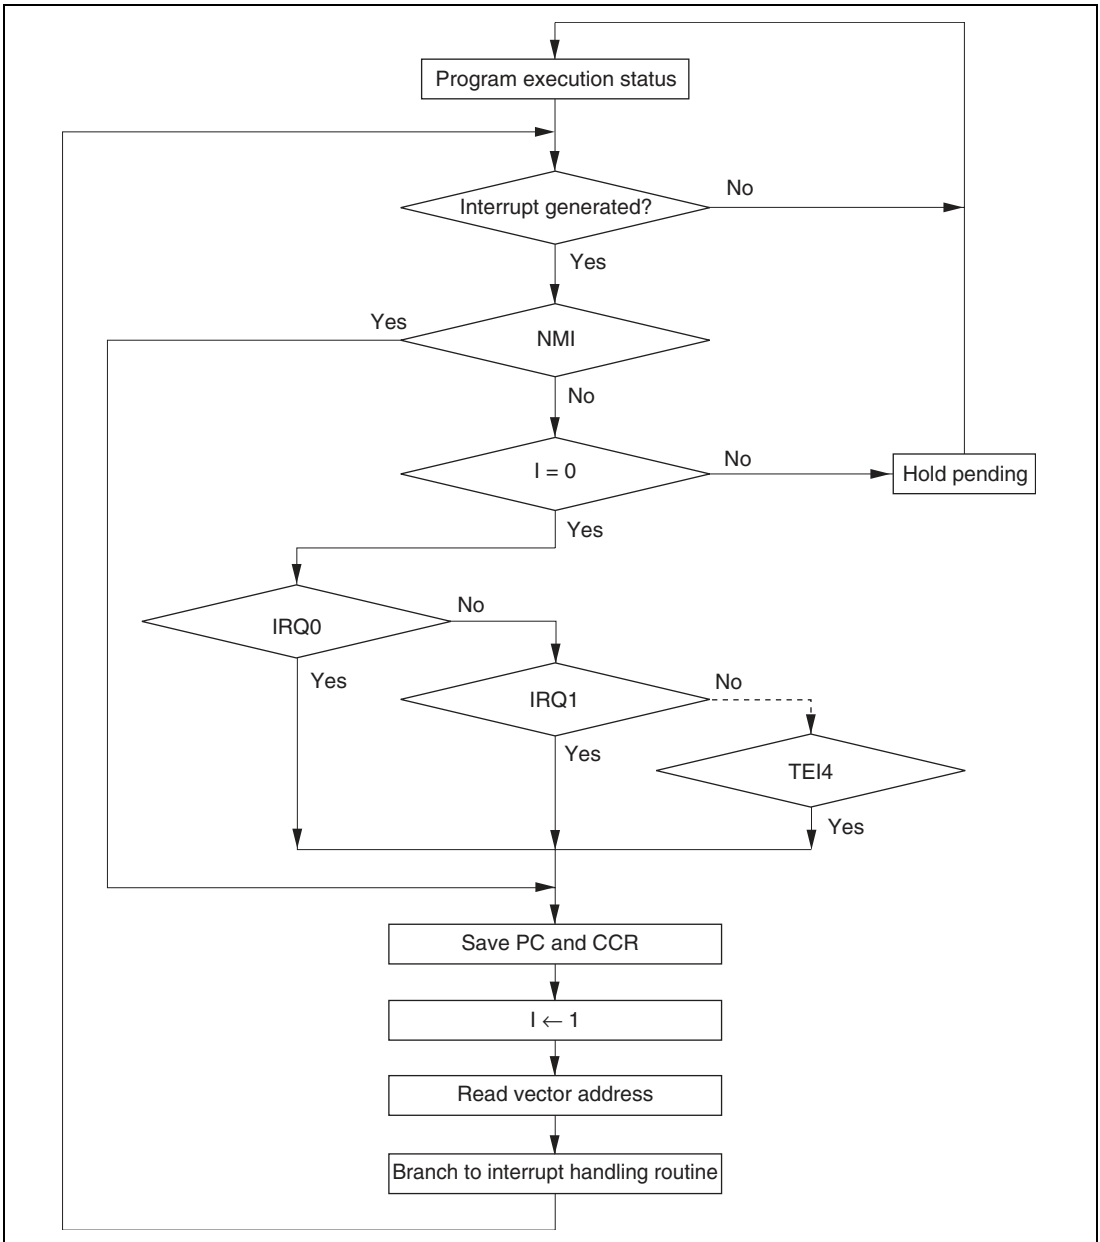 Program execution status
Interrupt generated?
No
Yes
Yes
NMI
No
I = 0
No
Hold pending
Yes
IRQ0
No
Yes
IRQ1
No
Yes
TEI4
Yes
Save PC and CCR
I ← 1
Read vector address
Branch to interrupt handling routine